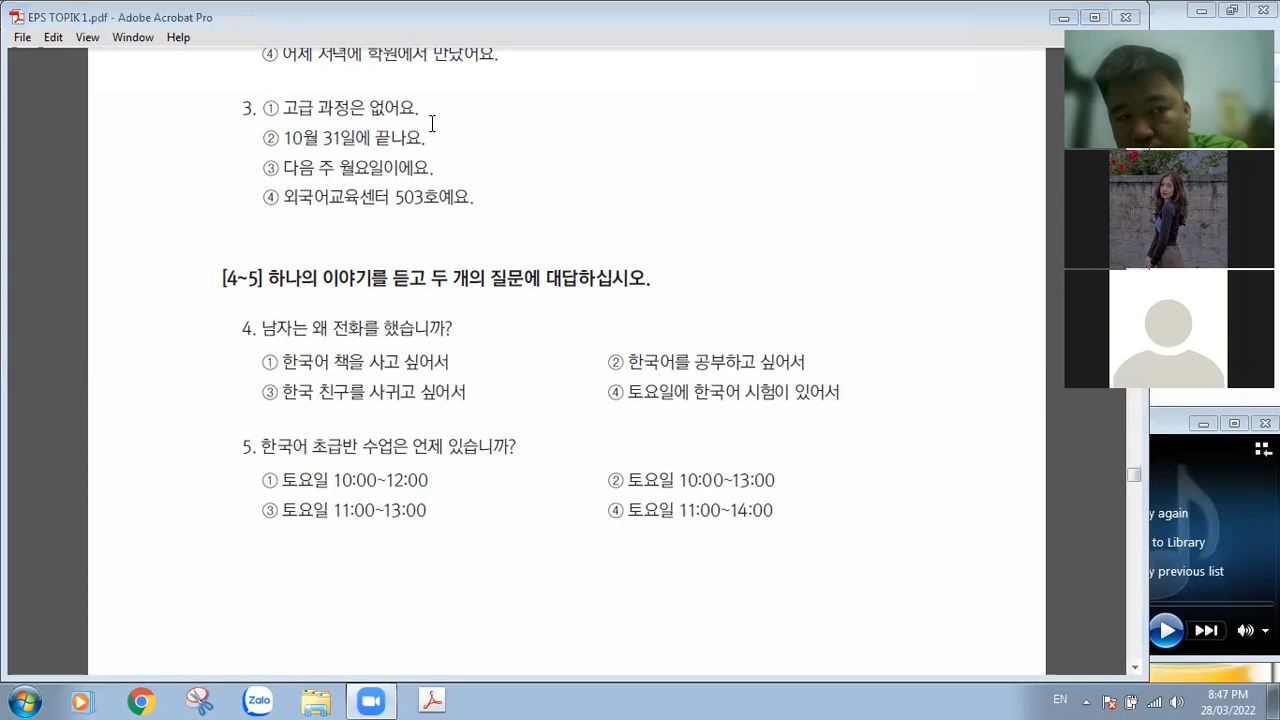 EPS TOPIK1.pdf - Adobe Acrobat Pro
File Edit View Window Help
④ 어제 저녁에 학원에서 만났어요.
3. ① 고급 과정은 없어요.
② 10월 31일에 끝나요.
③ 다음 주 월요일이에요.
④ 외국어교육센터 503호예요.
[4~5] 하나의 이야기를 듣고 두 개의 질문에 대답하십시오.
4. 남자는 왜 전화를 했습니까?
① 한국어 책을 사고 싶어서 ② 한국어를 공부하고 싶어서
③ 한국 친구를 사귀고 싶어서 ④ 토요일에 한국어 시험이 있어서
5. 한국어 초급반 수업은 언제 있습니까?
① 토요일 10:00~12:00 ② 토요일 10:00~13:00
③ 토요일 11:00~13:00 ④ 토요일 11:00~14:00
y again
to Library
y previous list
Zalo
EN
8:47 PM
28/03/2022